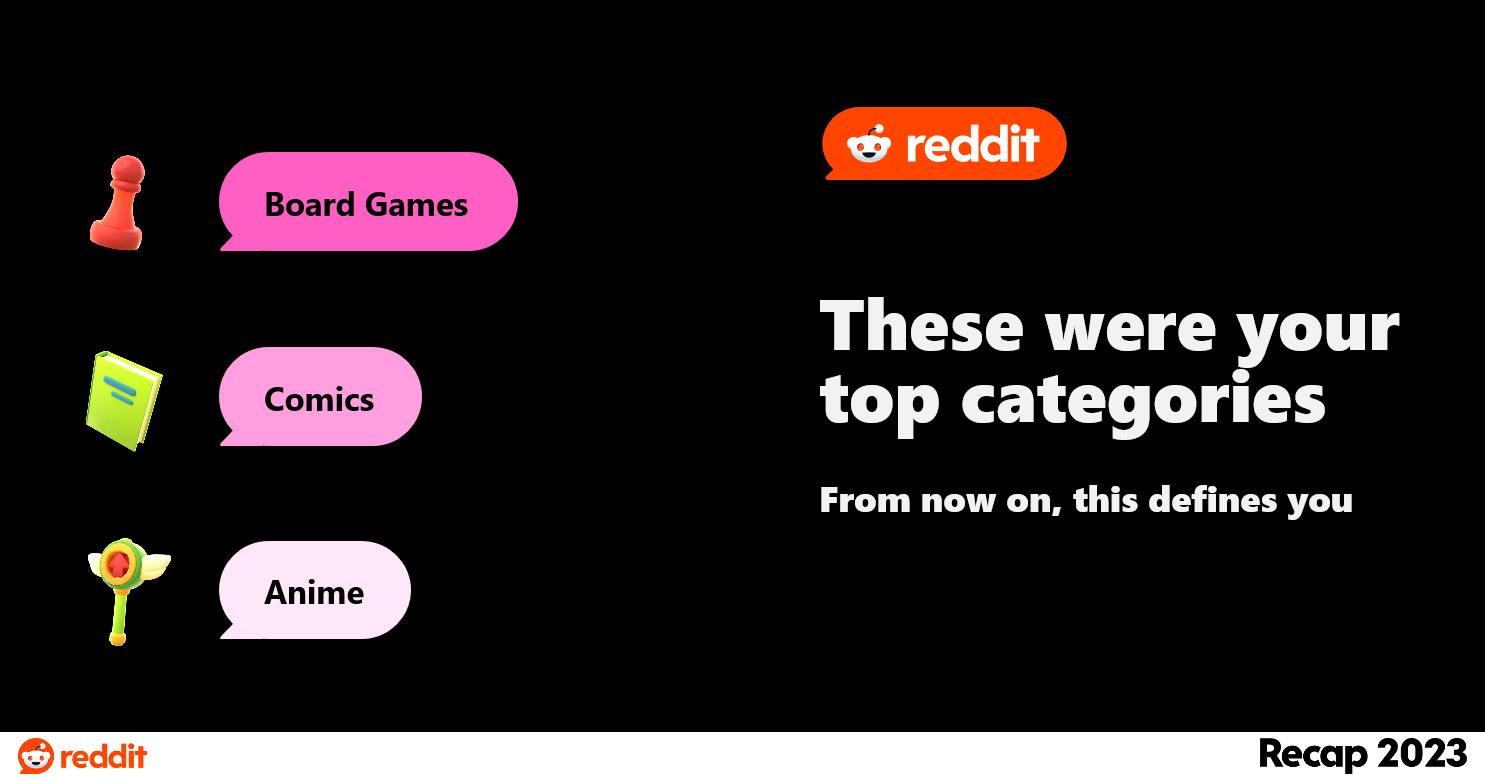 Board Games
Comics
Anime
reddit
These were your
top categories
From now on, this defines you
reddit
Recap 2023